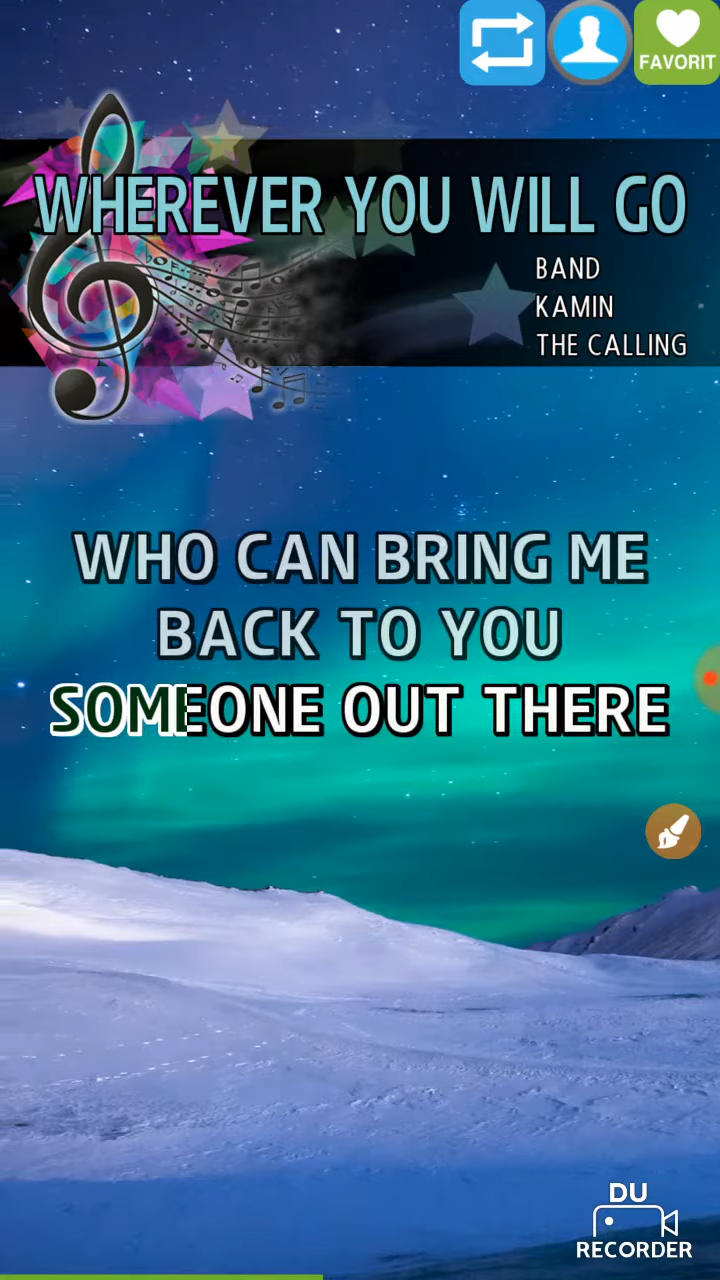 FAVORIT
WHEREVER YOU WILL GO
BAND
KAMIN
THE CALLING
WHO CAN BRING ME
BACK TO YOU
SOMEONE OUT THERE
DU
RECORDER